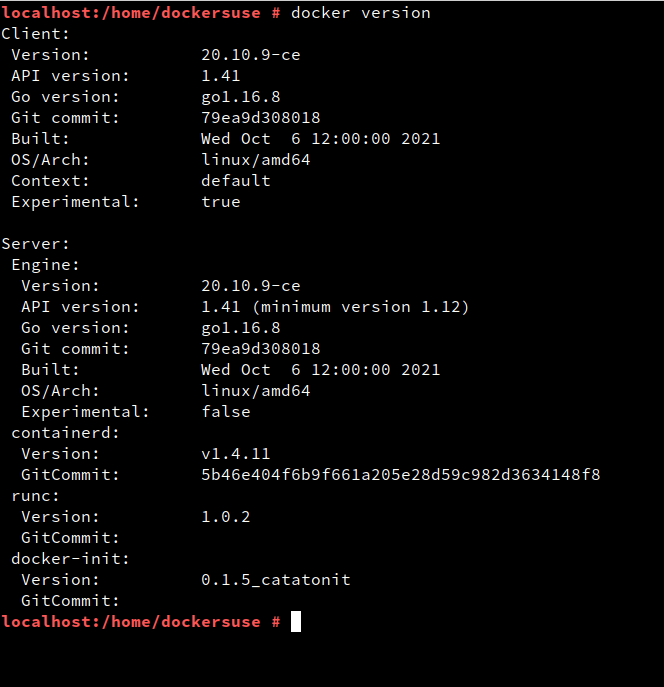 localhost:/home/dockersuse # docker version
Client:
 Version:           20.10.9-ce
 API version:       1.41
 Go version:        go1.16.8
 Git commit:        79ea9d308018
 Built:             Wed Oct  6 12:00:00 2021
 OS/Arch:           linux/amd64
 Context:           default
 Experimental:      true

Server:
 Engine:
  Version:          20.10.9-ce
  API version:      1.41 (minimum version 1.12)
  Go version:       go1.16.8
  Git commit:       79ea9d308018
  Built:            Wed Oct  6 12:00:00 2021
  OS/Arch:          linux/amd64
  Experimental:     false
 containerd:
  Version:          v1.4.11
  GitCommit:        5b46e404f6b9f661a205e28d59c982d3634148f8
 runc:
  Version:          1.0.2
  GitCommit:
 docker-init:
  Version:          0.1.5_catatonit
  GitCommit:
localhost:/home/dockersuse #